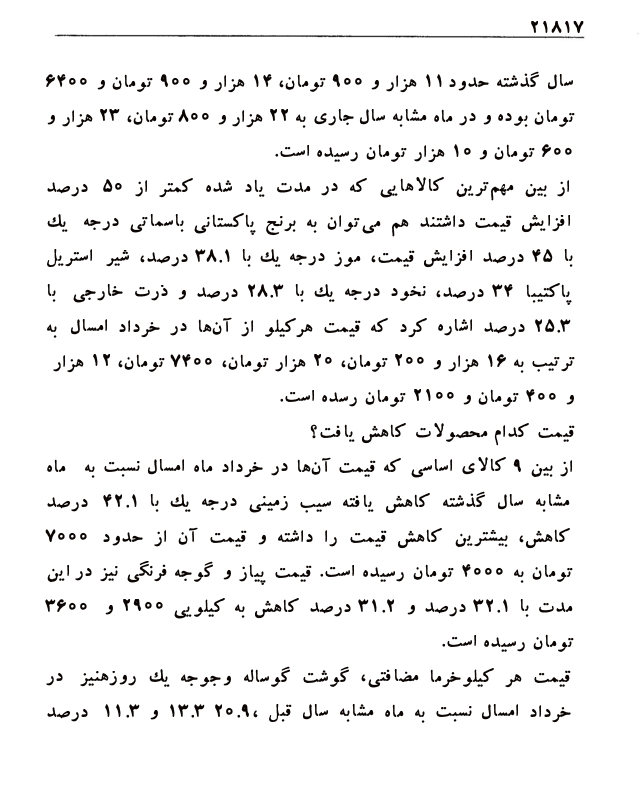 ۲۱۸۱۷
سال گذشته حدود ۱۱ هزار و ۹۰۰ تومان، ۱۴ هزار و ۹۰۰ تومان و ۶۴۰۰
تومان بوده و در ماه مشابه سال جاری به ۲۲ هزار و ۸۰۰ تومان، ۲۳ هزار و
۶۰۰ تومان و ۱۰ هزار تومان رسیده است.
از بین مهم‌ترین کالاهایی که در مدت یاد شده کمتر از ۵۰ درصد
افزایش قیمت داشتند هم می‌توان به برنج پاکستانی باسماتی درجه یك
با ۴۵ درصد افزایش قیمت، موز درجه یك با ۳۸.۱ درصد، شیر استریل
پاکتیبا ۳۴ درصد، نخود درجه یك با ۲۸.۳ درصد و ذرت خارجی با
۲۵.۳ درصد اشاره کرد که قیمت هرکیلو از آن‌ها در خرداد امسال به
ترتیب به ۱۶ هزار و ۲۰۰ تومان، ۲۰ هزار تومان، ۷۴۰۰ تومان، ۱۲ هزار
و ۴۰۰ تومان و ۲۱۰۰ تومان رسده است.
قیمت کدام محصولات کاهش یافت؟
از بین ۹ کالای اساسی که قیمت آن‌ها در خرداد ماه امسال نسبت به ماه
مشابه سال گذشته کاهش یافته سیب زمینی درجه یك با ۴۲.۱ درصد
کاهش، بیشترین کاهش قیمت را داشته و قیمت آن از حدود ۷۰۰۰
تومان به ۴۰۰۰ تومان رسیده است. قیمت پیاز و گوجه فرنگی نیز در این
مدت با ۳۲.۱ درصد و ۳۱.۲ درصد کاهش به کیلویی ۲۹۰۰ و ۳۶۰۰
تومان رسیده است.
قیمت هر کیلوخرما مضافتی، گوشت گوساله وجوجه یك روزهنیز در
خرداد امسال نسبت به ماه مشابه سال قبل ،۲۰.۹ ۱۳.۳ و ۱۱.۳ درصد